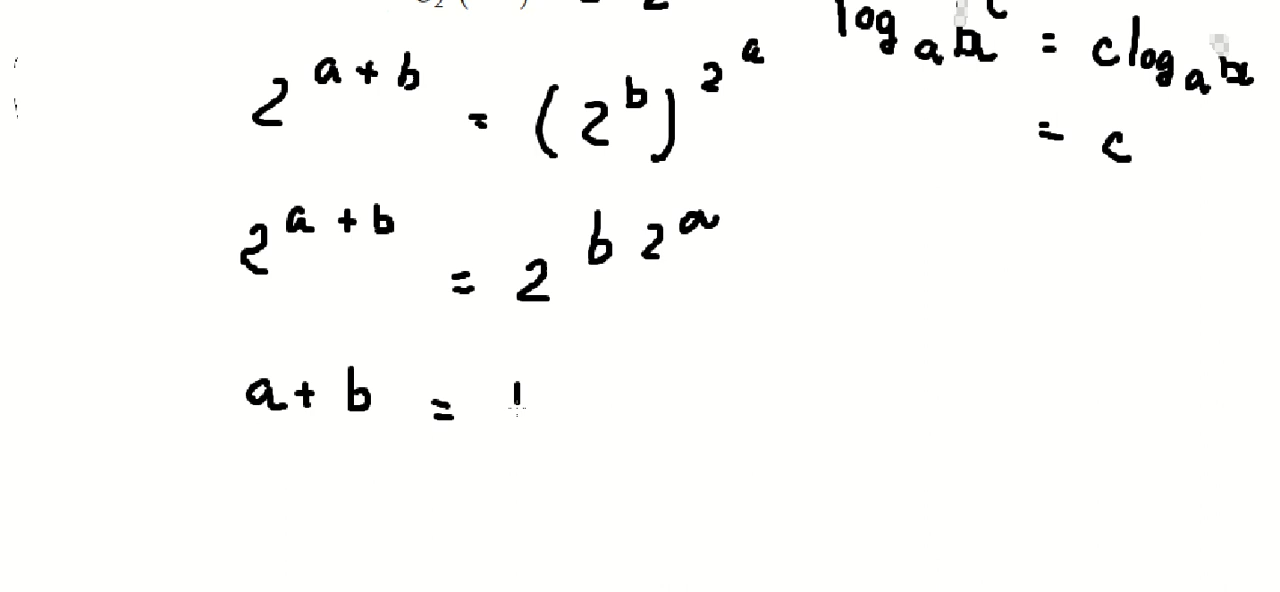 log_a a^c = c log_a a
= c
2^{a + b} = (2^b)^{2^a}
2^{a + b} = 2^{b 2^a}
a + b =